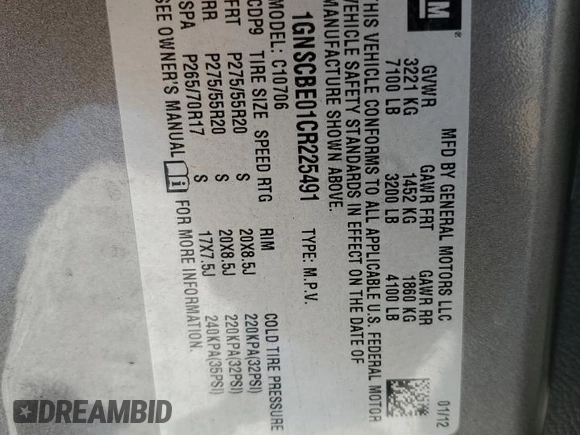 GM
®
MFD BY GENERAL MOTORS LLC
01/12
GVWR GAWR FRT GAWR RR
3221 KG 1452 KG 1860 KG
7100 LB 3200 LB 4100 LB
THIS VEHICLE CONFORMS TO ALL APPLICABLE U.S. FEDERAL MOTOR
VEHICLE SAFETY STANDARDS IN EFFECT ON THE DATE OF
MANUFACTURE SHOWN ABOVE.
1GNSCBE01CR225491 TYPE: M.P.V.
MODEL: C10706
CDP9 TIRE SIZE SPEED RTG RIM COLD TIRE PRESSURE
FRT P275/55R20 S 20X8.5J 220KPA(32PSI)
RR P275/55R20 S 20X8.5J 220KPA(32PSI)
SPA P265/70R17 S 17X7.5J 240KPA(35PSI)
SEE OWNER'S MANUAL i FOR MORE INFORMATION.
DREAMBID